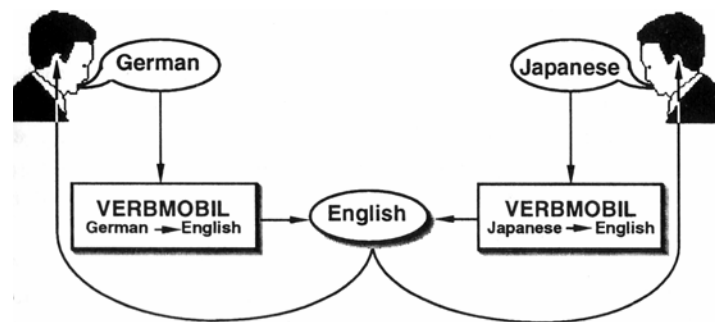 German
Japanese
VERBMOBIL
German → English
English
VERBMOBIL
Japanese → English